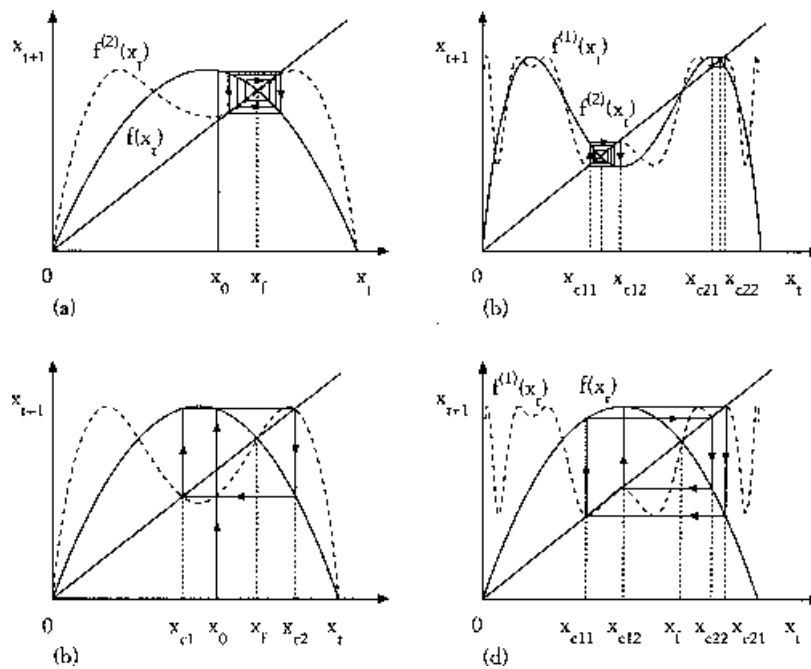 x_{t+1}
f^{(2)}(x_t)
f(x_t)
0 x_0 x_f x_t
(a)
x_{t+1}
f^{(1)}(x_t)
f^{(2)}(x_t)
0 x_{c11} x_{c12} x_{c21} x_{c22} x_t
(b)
x_{t+1}
0 x_{c1} x_0 x_f x_{c2} x_t
(b)
x_{t+1}
f^{(1)}(x_t) f(x_t)
0 x_{c11} x_{c12} x_f x_{c22} x_{c21} x_t
(d)